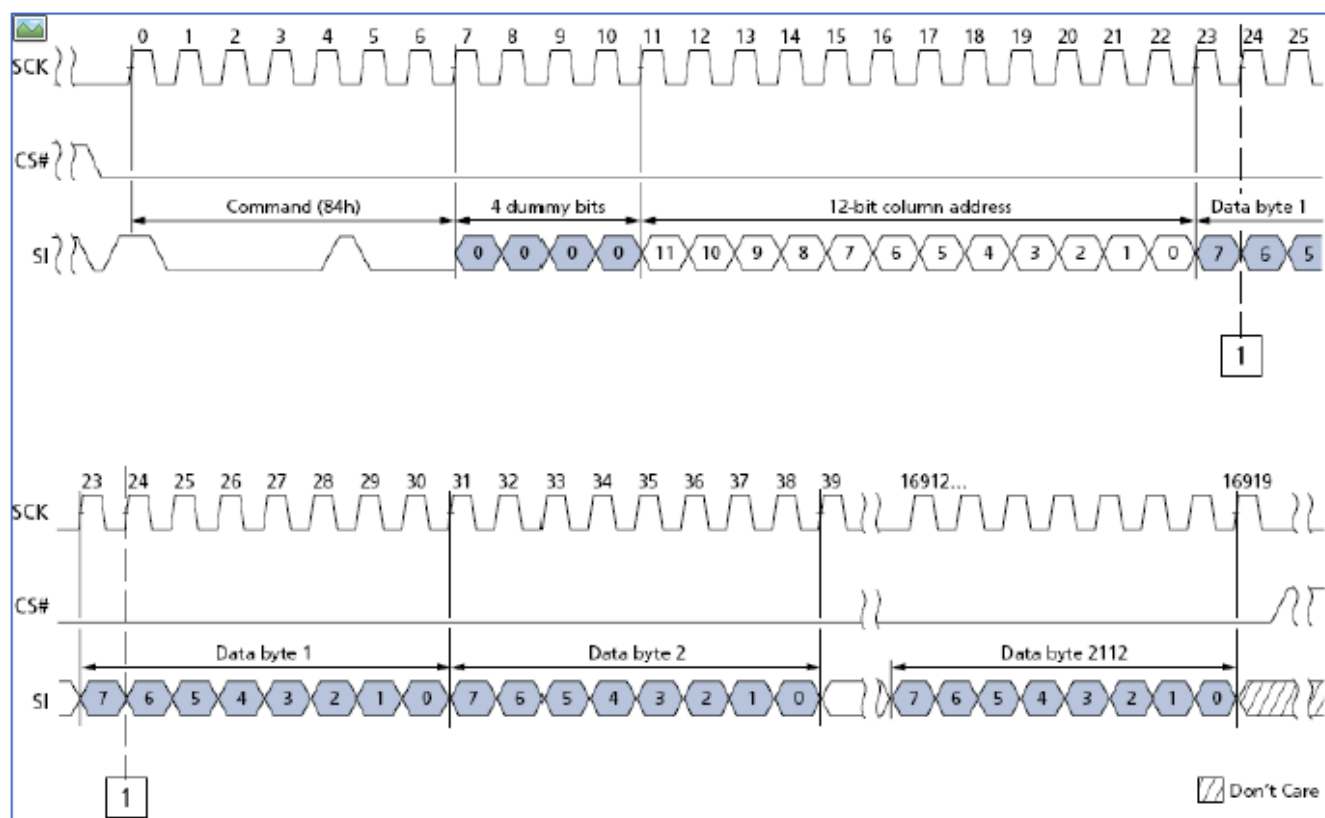 0 1 2 3 4 5 6 7 8 9 10 11 12 13 14 15 16 17 18 19 20 21 22 23 24 25
SCK
CS#
Command (84h) 4 dummy bits 12-bit column address Data byte 1
SI 0 0 0 0 11 10 9 8 7 6 5 4 3 2 1 0 7 6 5
1
23 24 25 26 27 28 29 30 31 32 33 34 35 36 37 38 39 16912... 16919
SCK
CS#
Data byte 1 Data byte 2 Data byte 2112
SI 7 6 5 4 3 2 1 0 7 6 5 4 3 2 1 0 7 6 5 4 3 2 1 0
1
Don't Care